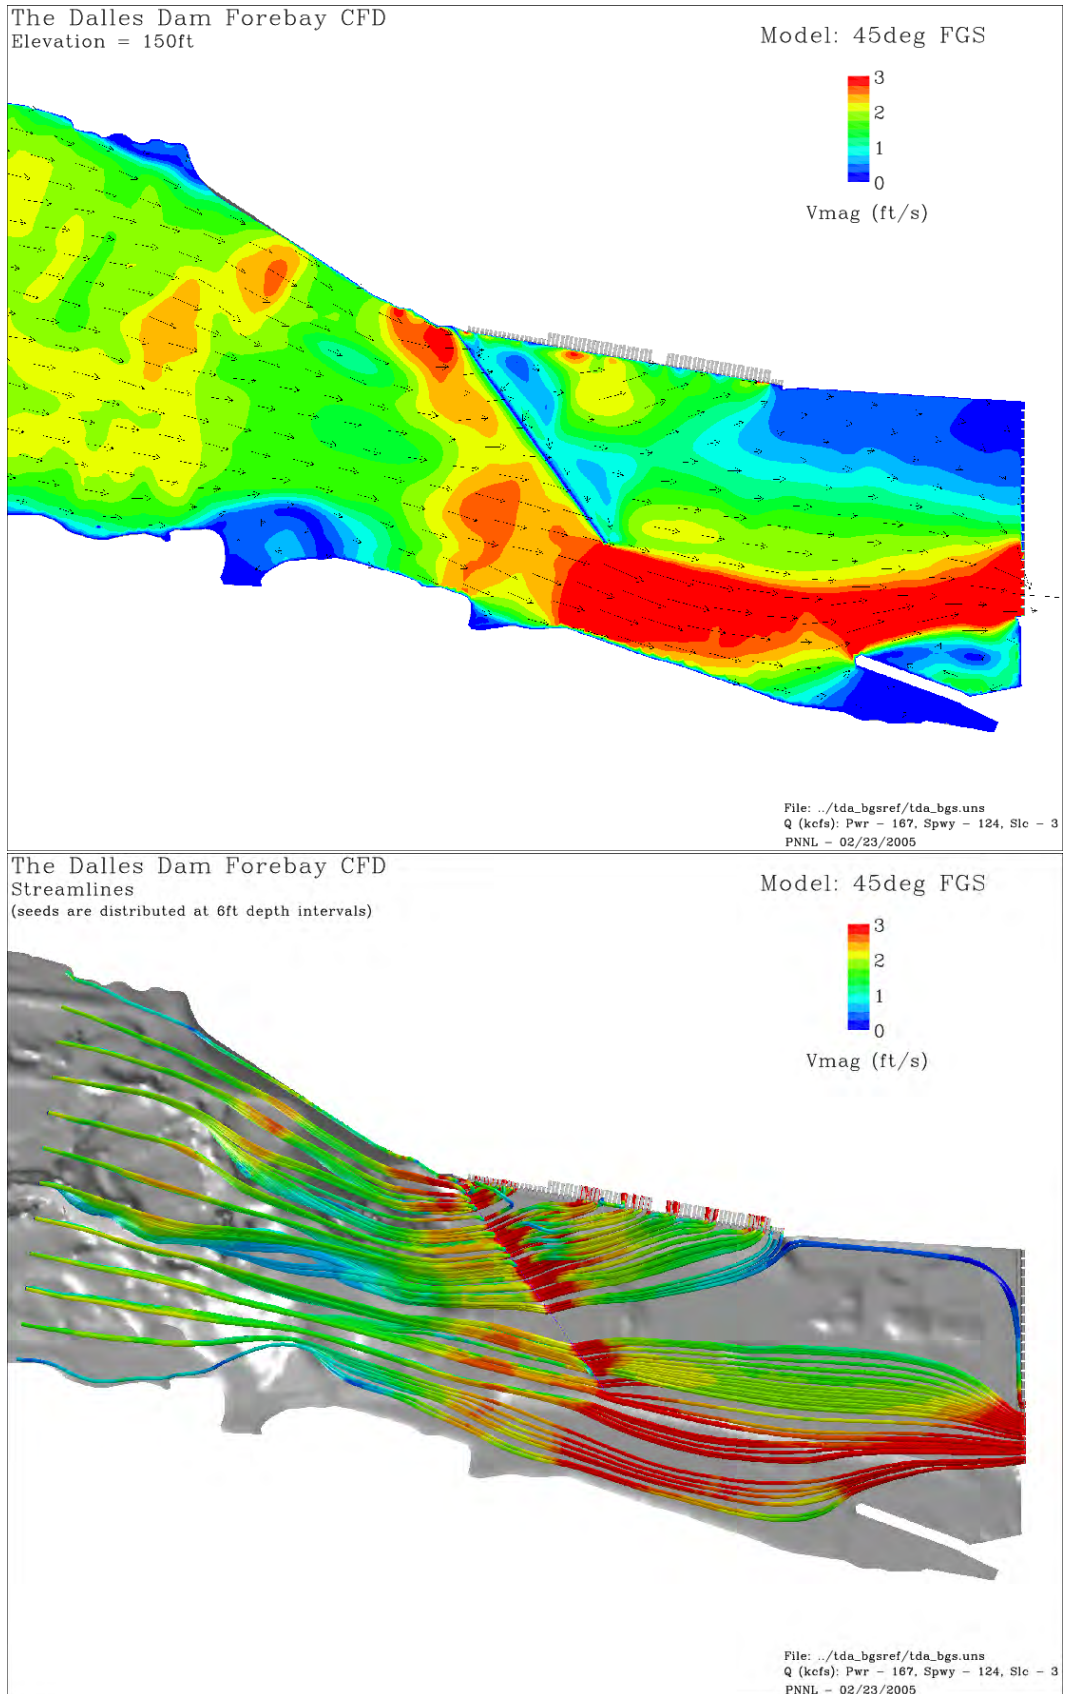 The Dalles Dam Forebay CFD
Elevation = 150ft
Model: 45deg FGS
3
2
1
0
Vmag (ft/s)
File: ../tda_bgsref/tda_bgs.uns
Q (kcfs): Pwr - 167, Spwy - 124, Slc - 3
PNNL - 02/23/2005
The Dalles Dam Forebay CFD
Streamlines
(seeds are distributed at 6ft depth intervals)
Model: 45deg FGS
3
2
1
0
Vmag (ft/s)
File: ../tda_bgsref/tda_bgs.uns
Q (kcfs): Pwr - 167, Spwy - 124, Slc - 3
PNNL - 02/23/2005